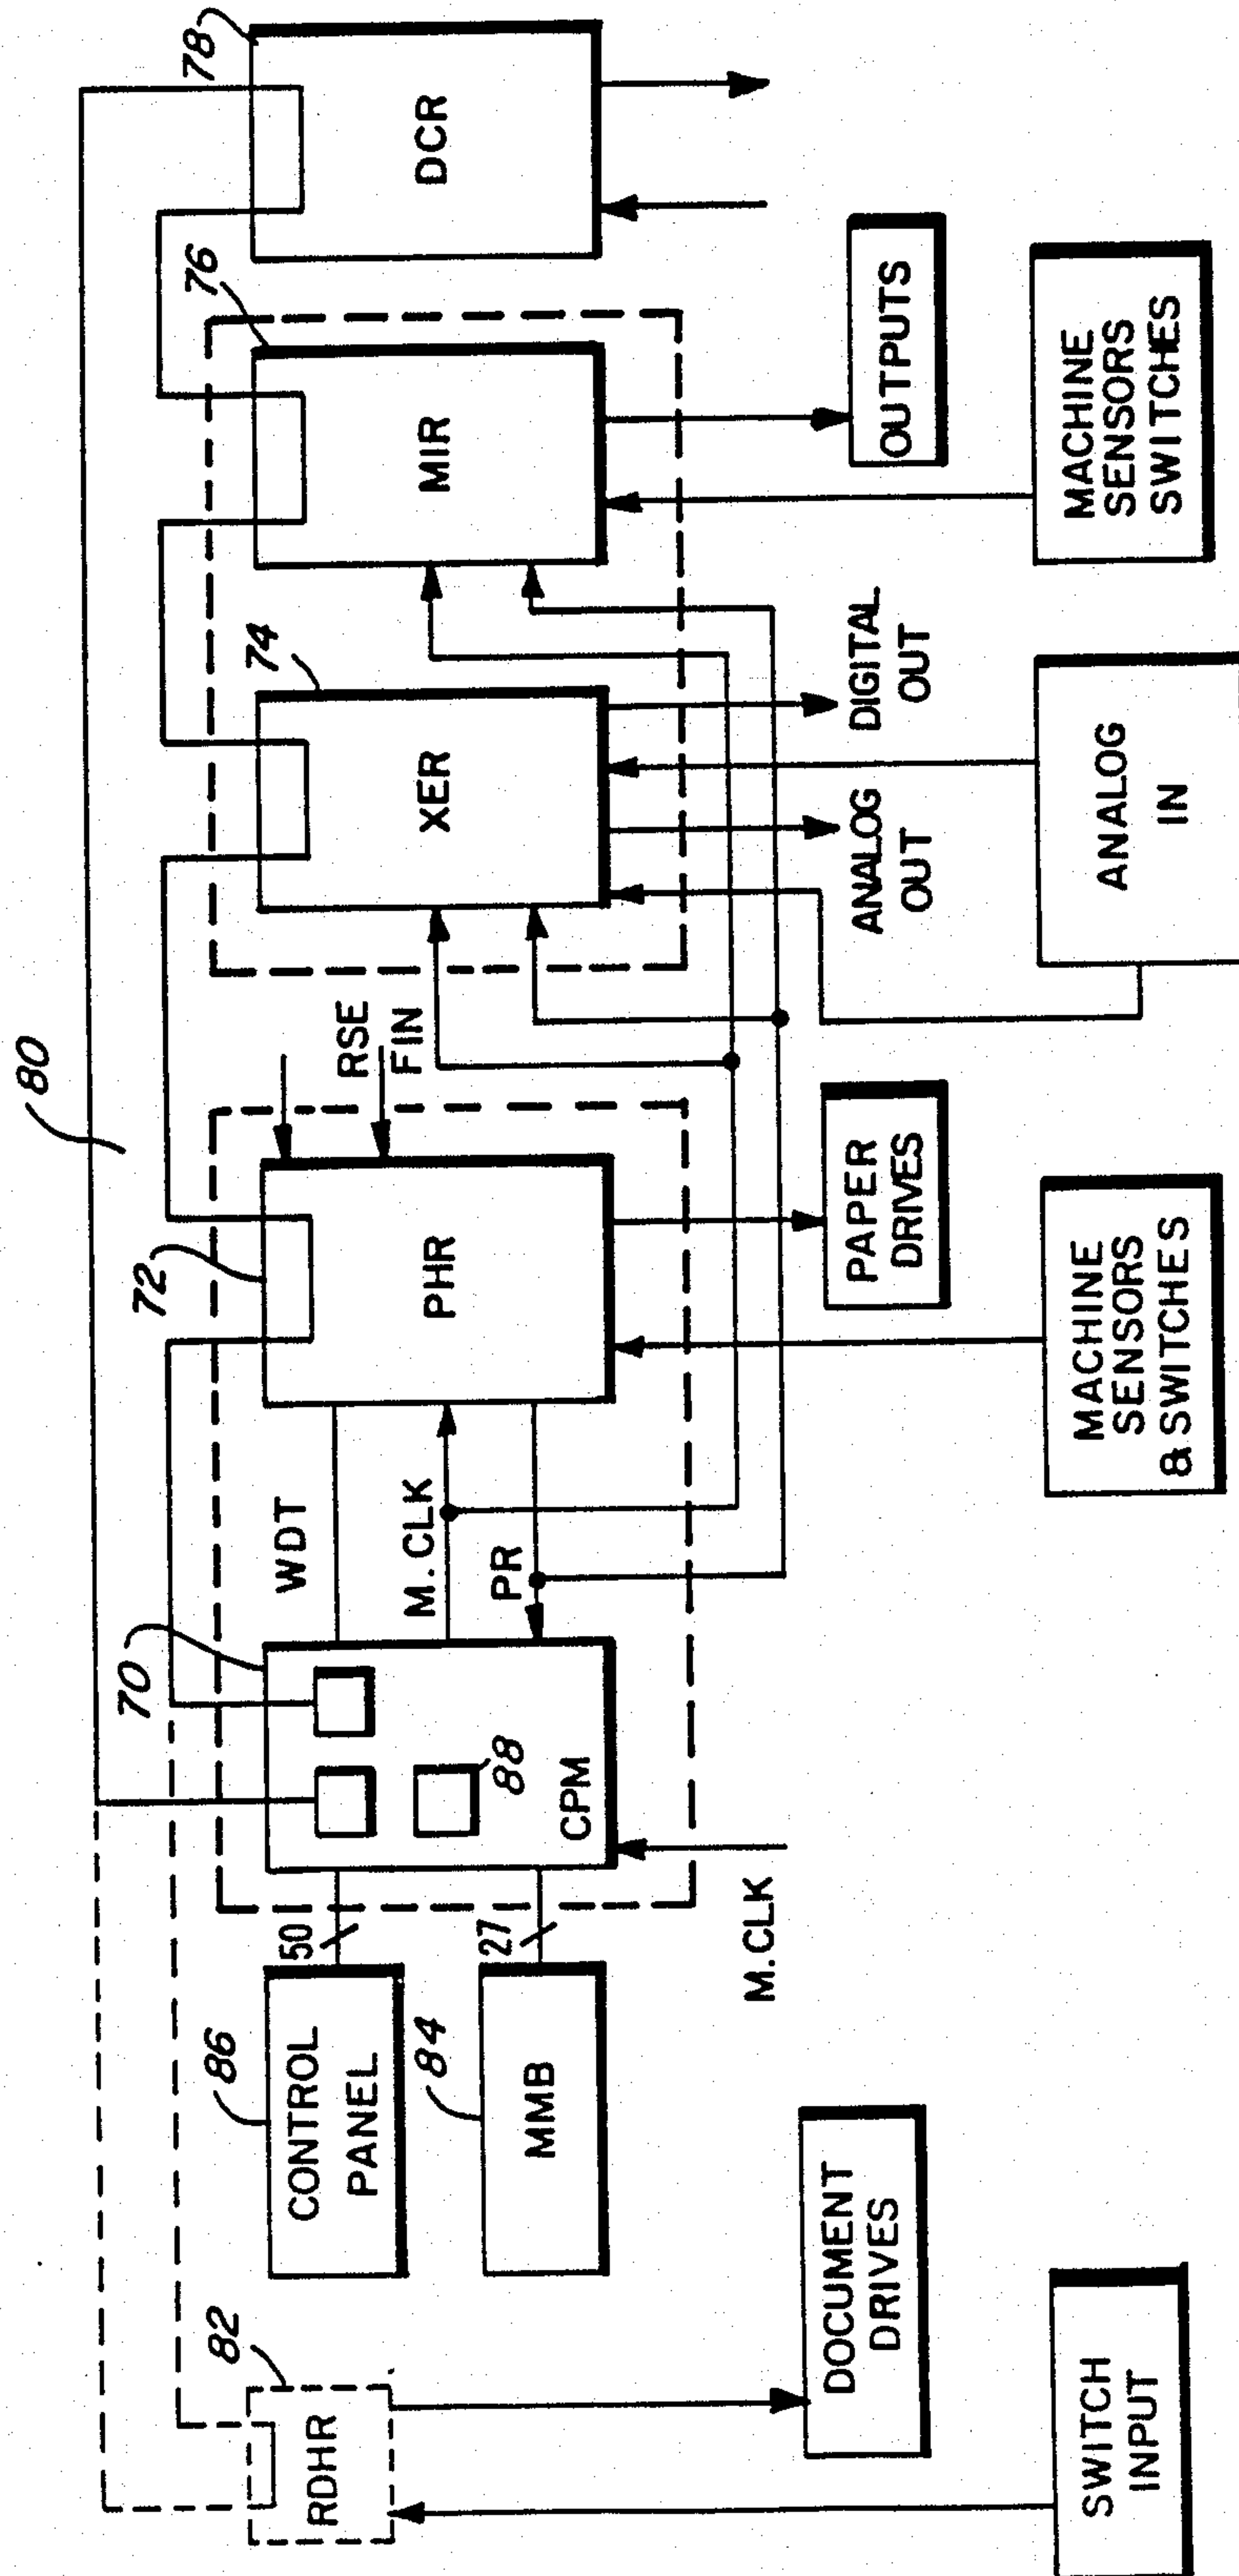 80
82
RDHR
DOCUMENT
DRIVES
SWITCH
INPUT
86
CONTROL
PANEL
84
MMB
50
27
M.CLK
70
88
CPM
WDT
M. CLK
PR
72
PHR
RSE
FIN
PAPER
DRIVES
MACHINE
SENSORS
& SWITCHES
74
XER
ANALOG
OUT
DIGITAL
OUT
ANALOG
IN
76
MIR
OUTPUTS
MACHINE
SENSORS
SWITCHES
78
DCR